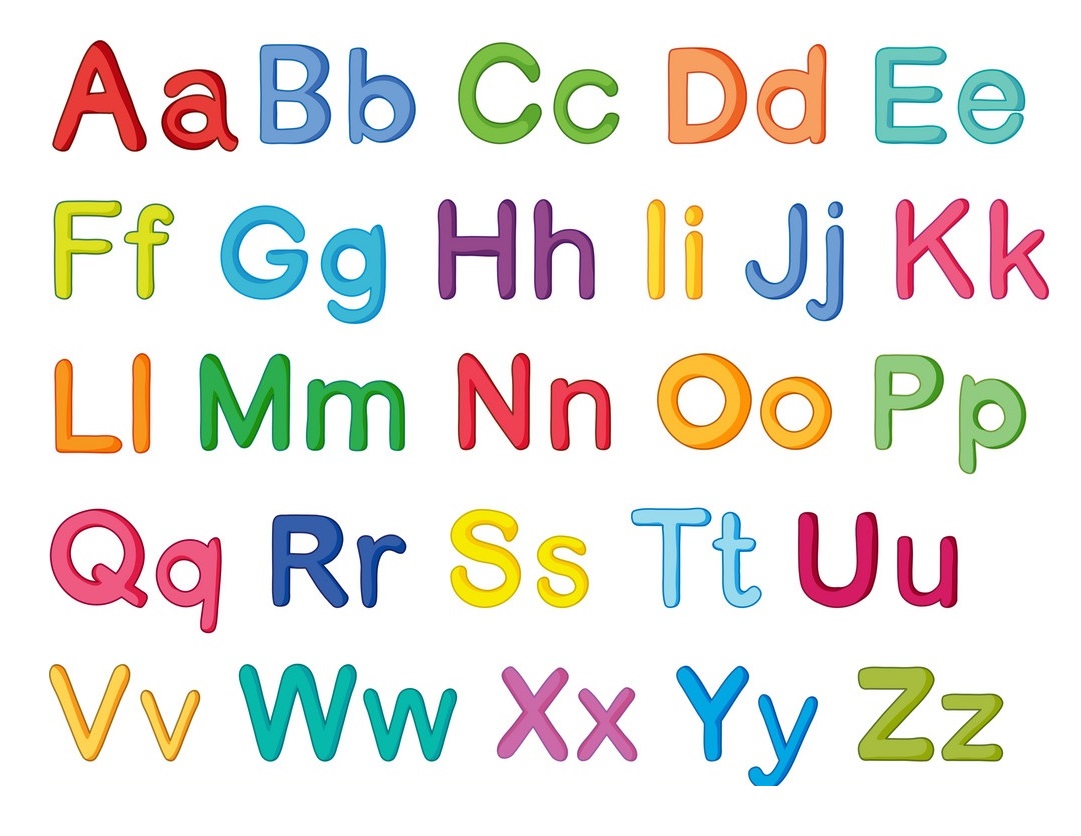 Aa Bb Cc Dd Ee
Ff Gg Hh Ii Jj Kk
Ll Mm Nn Oo Pp
Qq Rr Ss Tt Uu
Vv Ww Xx Yy Zz